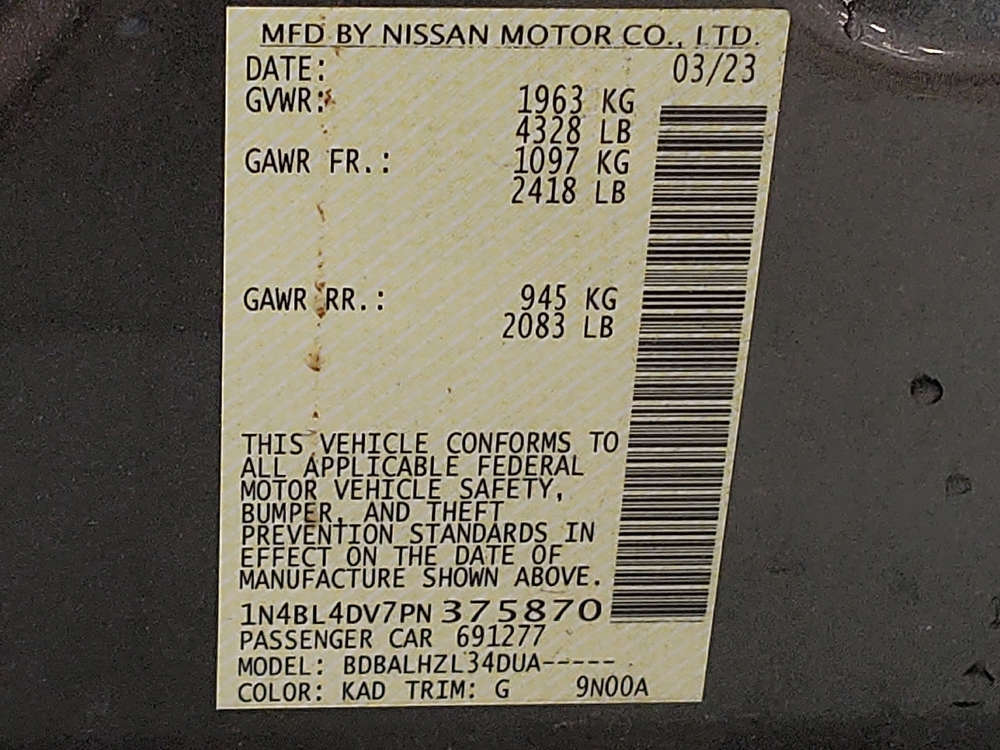 MFD BY NISSAN MOTOR CO., LTD.
DATE: 03/23
GVWR: 1963 KG
4328 LB
GAWR FR.: 1097 KG
2418 LB
GAWR RR.: 945 KG
2083 LB
THIS VEHICLE CONFORMS TO
ALL APPLICABLE FEDERAL
MOTOR VEHICLE SAFETY,
BUMPER, AND THEFT
PREVENTION STANDARDS IN
EFFECT ON THE DATE OF
MANUFACTURE SHOWN ABOVE.
1N4BL4DV7PN 375870
PASSENGER CAR 691277
MODEL: BDBALHZL34DUA-----
COLOR: KAD TRIM: G 9N00A